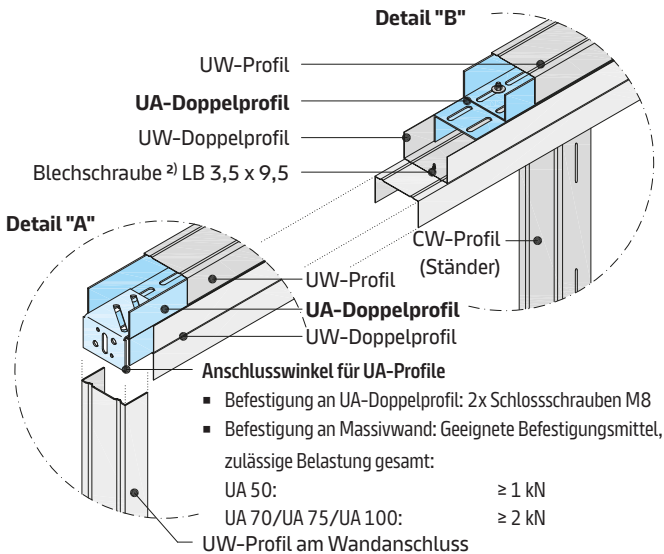 Detail "B"
UW-Profil
UA-Doppelprofil
UW-Doppelprofil
Blechschraube ²⁾ LB 3,5 x 9,5
Detail "A"
CW-Profil
(Ständer)
UW-Profil
UA-Doppelprofil
UW-Doppelprofil
Anschlusswinkel für UA-Profile
▪ Befestigung an UA-Doppelprofil: 2x Schlossschrauben M8
▪ Befestigung an Massivwand: Geeignete Befestigungsmittel,
zulässige Belastung gesamt:
UA 50: ≥ 1 kN
UA 70/UA 75/UA 100: ≥ 2 kN
UW-Profil am Wandanschluss